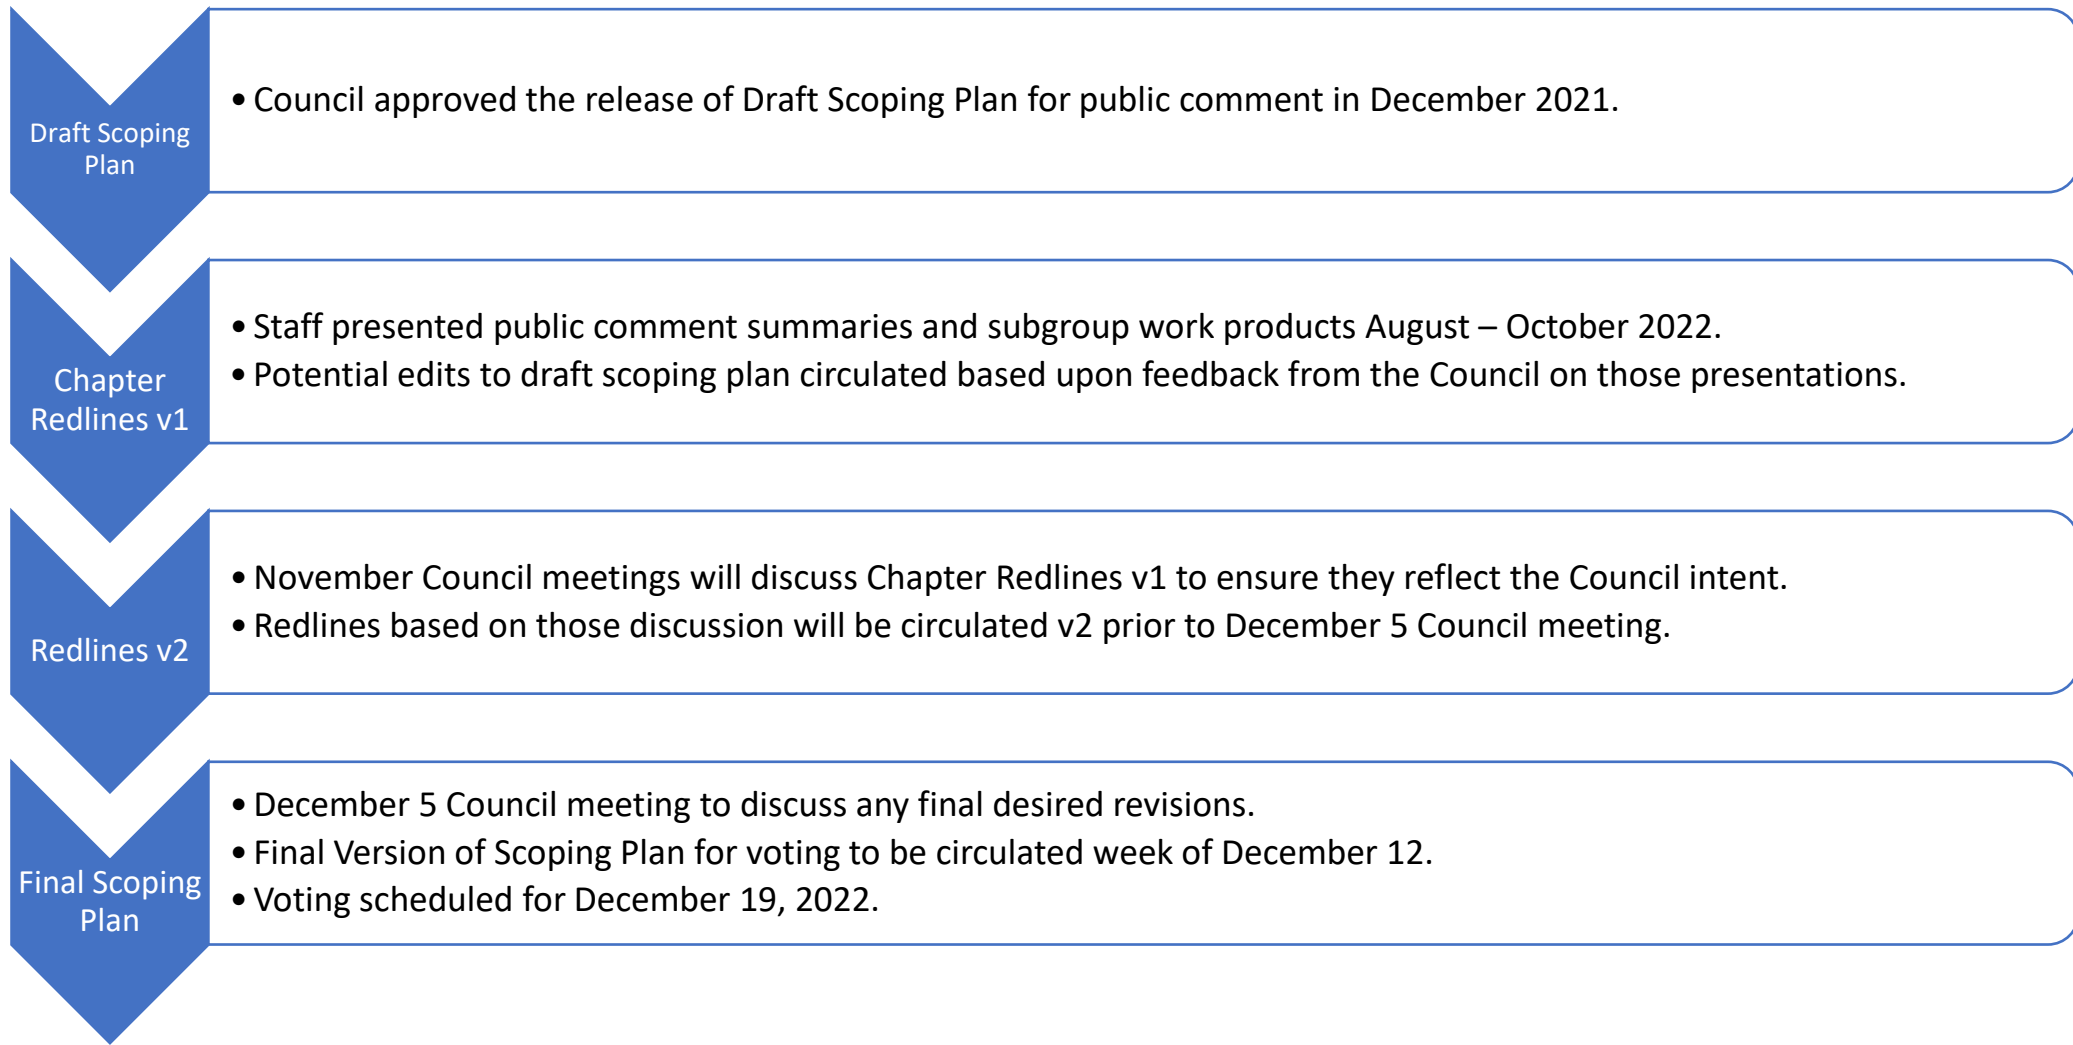 Draft Scoping
Plan
• Council approved the release of Draft Scoping Plan for public comment in December 2021.
Chapter
Redlines v1
• Staff presented public comment summaries and subgroup work products August – October 2022.
• Potential edits to draft scoping plan circulated based upon feedback from the Council on those presentations.
Redlines v2
• November Council meetings will discuss Chapter Redlines v1 to ensure they reflect the Council intent.
• Redlines based on those discussion will be circulated v2 prior to December 5 Council meeting.
Final Scoping
Plan
• December 5 Council meeting to discuss any final desired revisions.
• Final Version of Scoping Plan for voting to be circulated week of December 12.
• Voting scheduled for December 19, 2022.